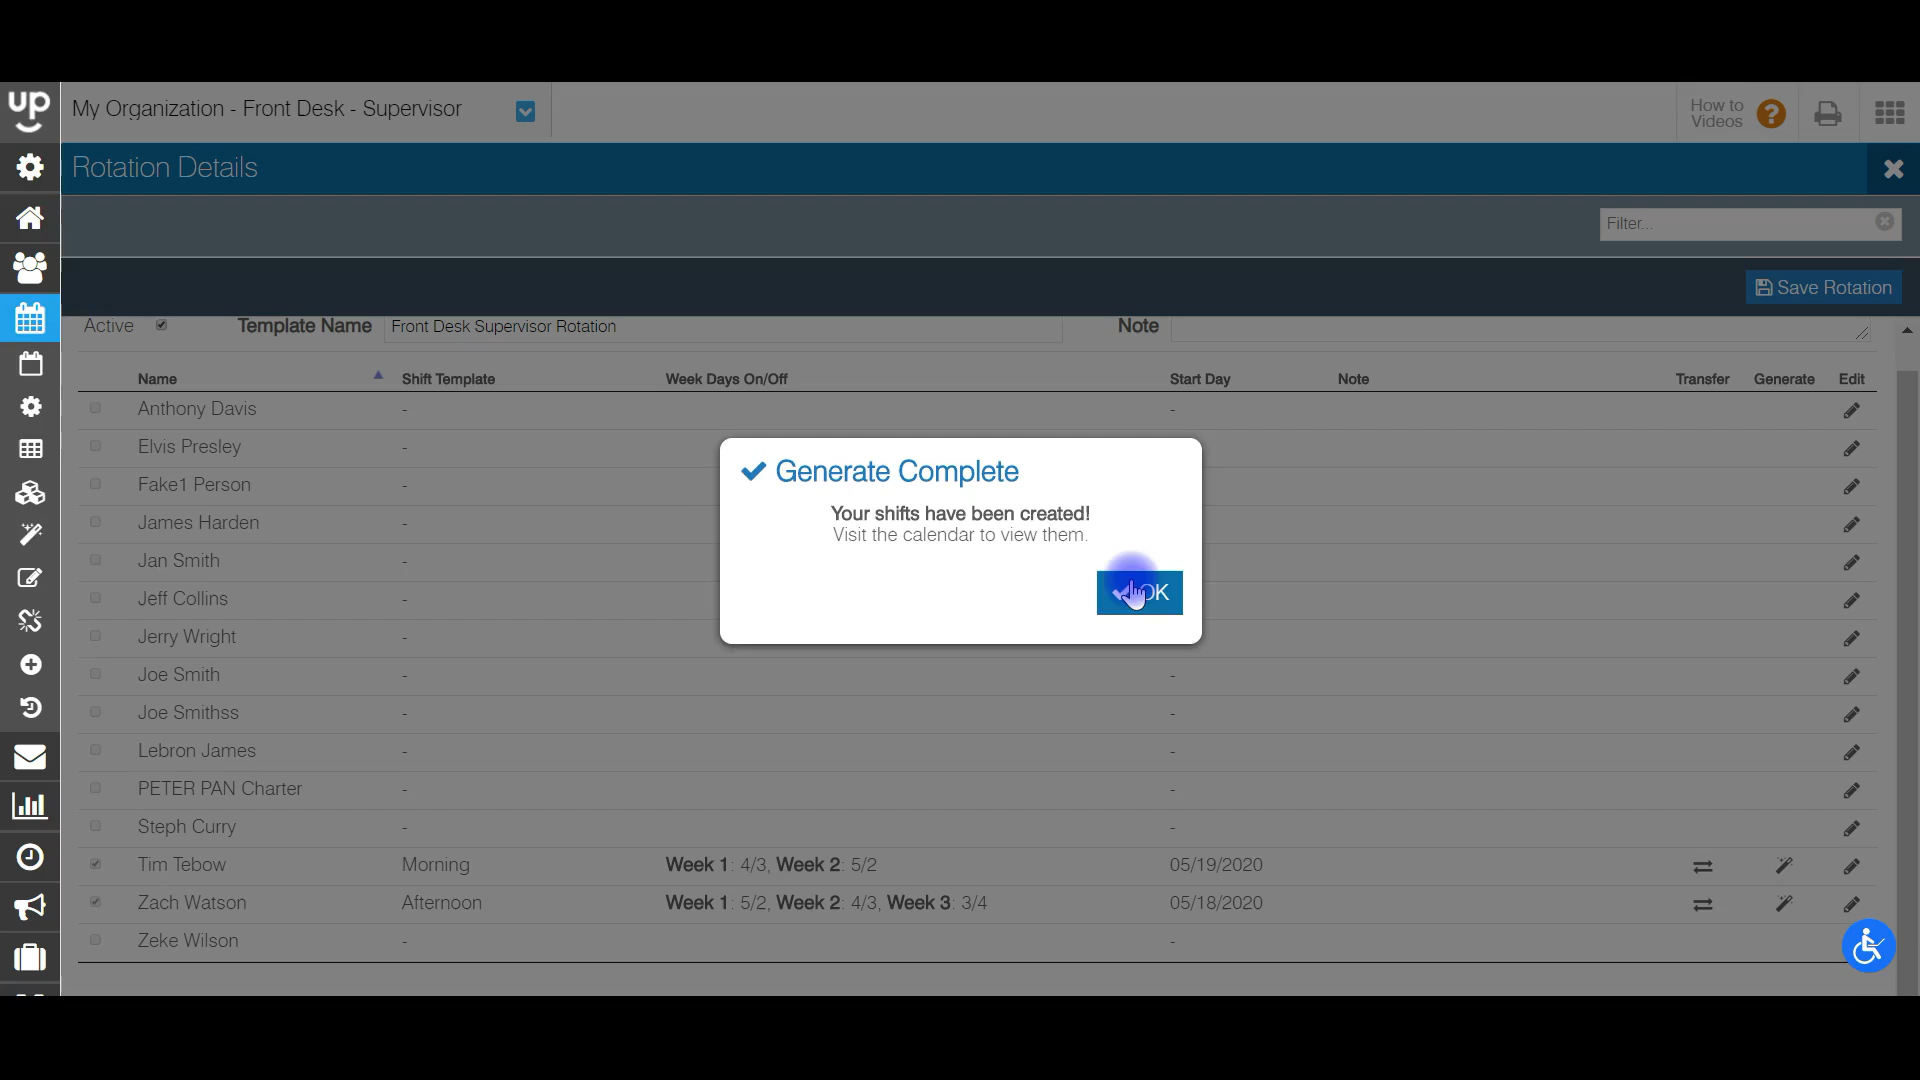 up
My Organization - Front Desk - Supervisor
How to
Videos
?
Rotation Details
Filter...
Save Rotation
Active Template Name Front Desk Supervisor Rotation Note
Name Shift Template Week Days On/Off Start Day Note Transfer Generate Edit
Anthony Davis - -
Elvis Presley -
Fake1 Person -
James Harden -
Jan Smith -
Jeff Collins -
Jerry Wright -
Joe Smith - -
Joe Smithss - -
Lebron James - -
PETER PAN Charter - -
Steph Curry - -
Tim Tebow Morning Week 1: 4/3, Week 2: 5/2 05/19/2020
Zach Watson Afternoon Week 1: 5/2, Week 2: 4/3, Week 3: 3/4 05/18/2020
Zeke Wilson - -
Generate Complete
Your shifts have been created!
Visit the calendar to view them.
OK